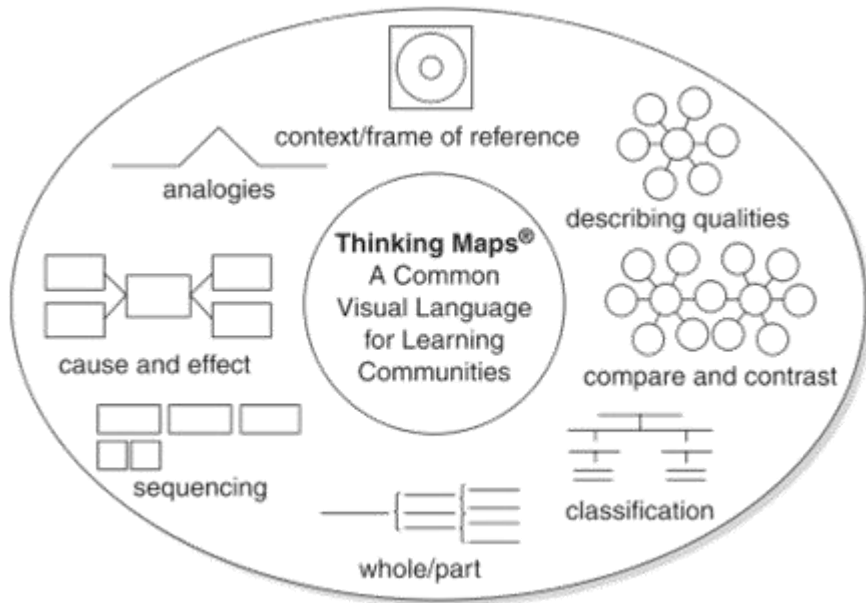 context/frame of reference
analogies
describing qualities
Thinking Maps®
A Common
Visual Language
for Learning
Communities
cause and effect
compare and contrast
sequencing
classification
whole/part